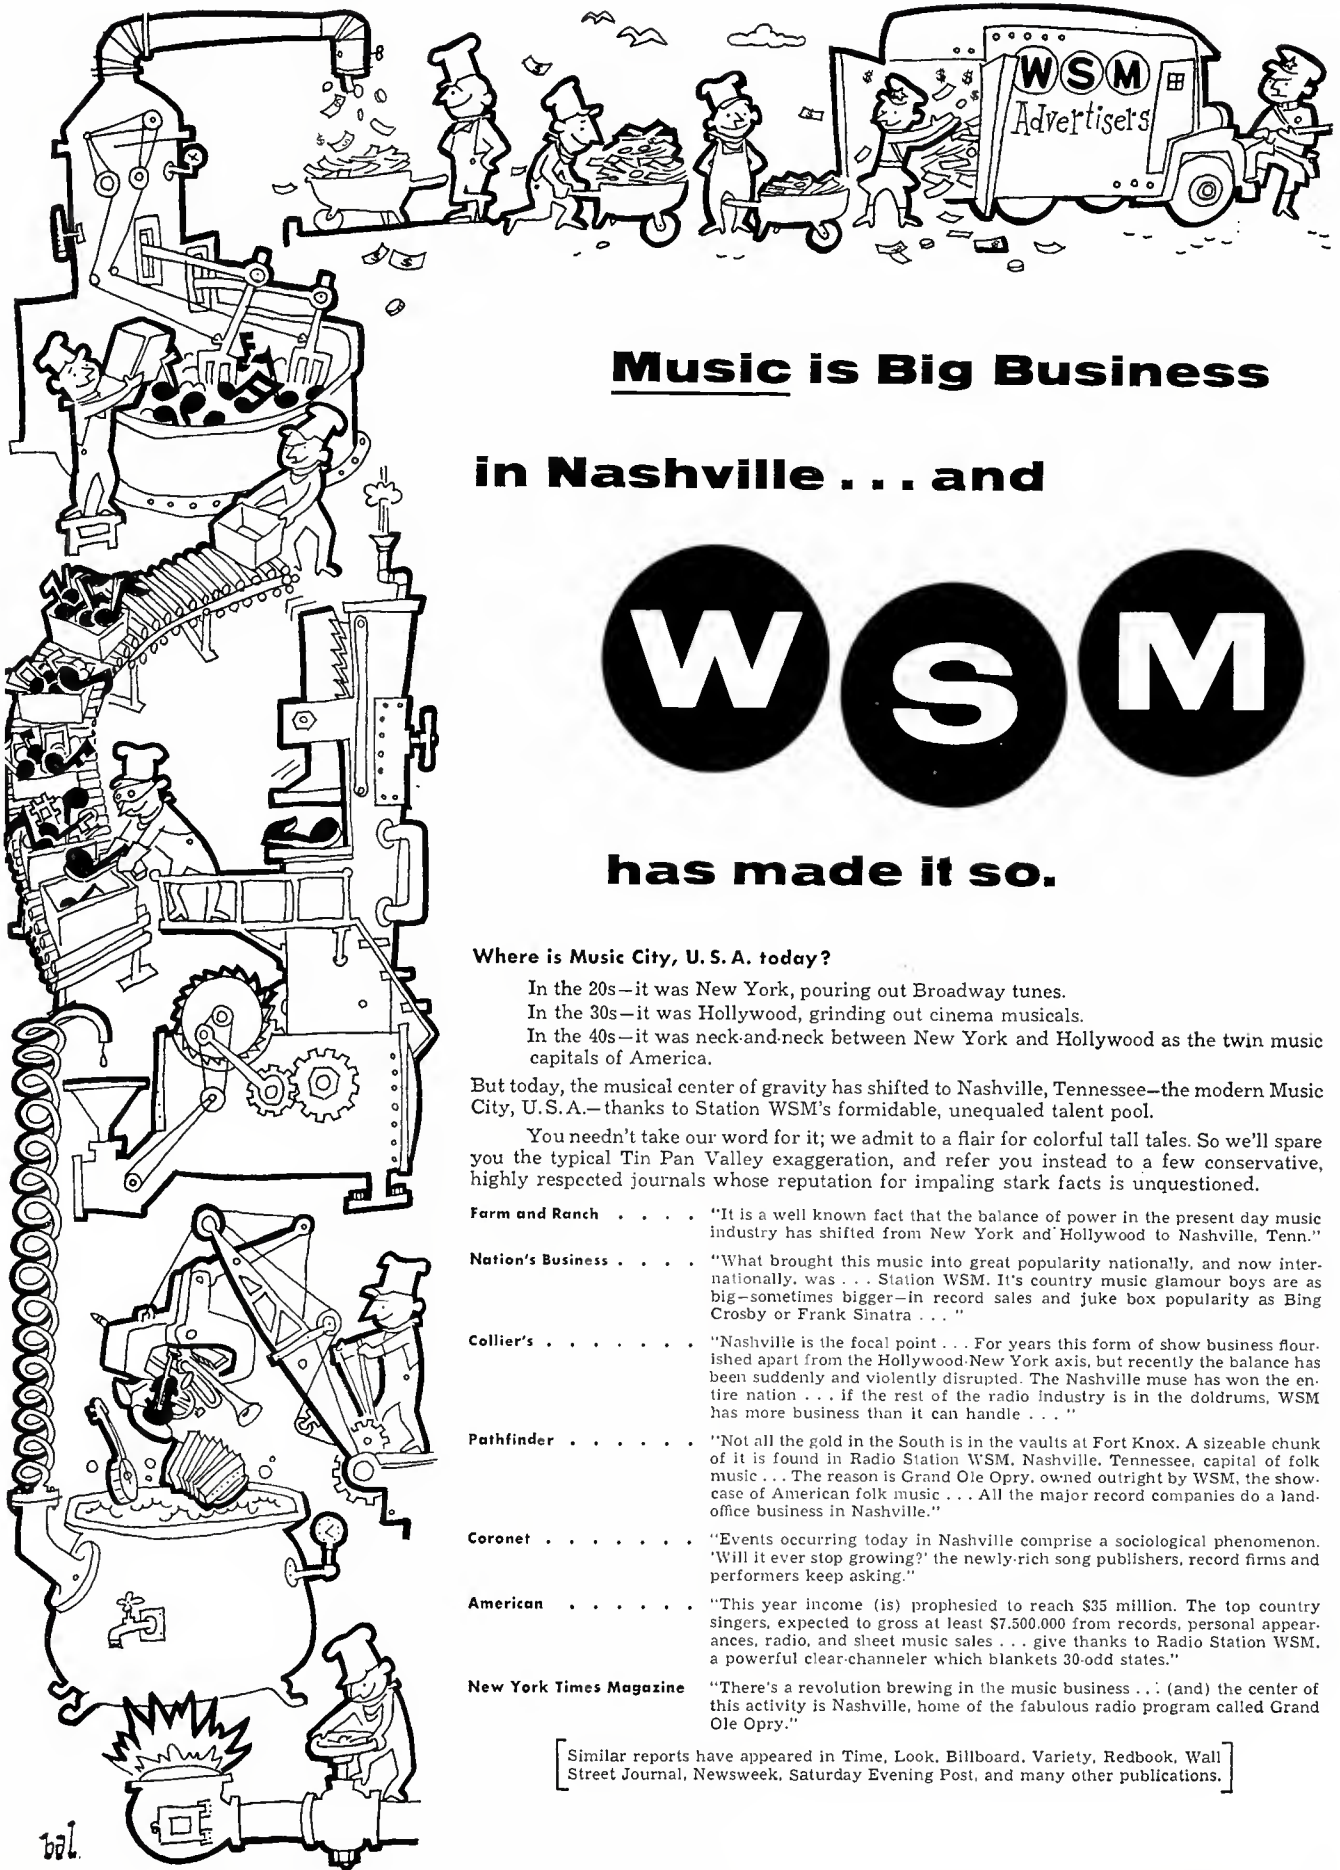 WSM
Advertisers
Music is Big Business
in Nashville . . . and
WSM
has made it so.
Where is Music City, U. S. A. today?
In the 20s—it was New York, pouring out Broadway tunes.
In the 30s—it was Hollywood, grinding out cinema musicals.
In the 40s—it was neck-and-neck between New York and Hollywood as the twin music
capitals of America.
But today, the musical center of gravity has shifted to Nashville, Tennessee—the modern Music
City, U.S.A.—thanks to Station WSM's formidable, unequaled talent pool.
You needn't take our word for it; we admit to a flair for colorful tall tales. So we'll spare
you the typical Tin Pan Valley exaggeration, and refer you instead to a few conservative,
highly respected journals whose reputation for impaling stark facts is unquestioned.
Farm and Ranch . . . . "It is a well known fact that the balance of power in the present day music
industry has shifted from New York and Hollywood to Nashville, Tenn."
Nation's Business . . . . "What brought this music into great popularity nationally, and now inter-
nationally, was . . . Station WSM. It's country music glamour boys are as
big—sometimes bigger—in record sales and juke box popularity as Bing
Crosby or Frank Sinatra . . . "
Collier's . . . . . . . "Nashville is the focal point . . . For years this form of show business flour-
ished apart from the Hollywood-New York axis, but recently the balance has
been suddenly and violently disrupted. The Nashville muse has won the en-
tire nation . . . if the rest of the radio industry is in the doldrums, WSM
has more business than it can handle . . . "
Pathfinder . . . . . . "Not all the gold in the South is in the vaults at Fort Knox. A sizeable chunk
of it is found in Radio Station WSM, Nashville, Tennessee, capital of folk
music . . . The reason is Grand Ole Opry, owned outright by WSM, the show-
case of American folk music . . . All the major record companies do a land-
office business in Nashville."
Coronet . . . . . . . "Events occurring today in Nashville comprise a sociological phenomenon.
'Will it ever stop growing?' the newly-rich song publishers, record firms and
performers keep asking."
American . . . . . . "This year income (is) prophesied to reach $35 million. The top country
singers, expected to gross at least $7,500,000 from records, personal appear-
ances, radio, and sheet music sales . . . give thanks to Radio Station WSM,
a powerful clear-channeler which blankets 30-odd states."
New York Times Magazine "There's a revolution brewing in the music business . . . (and) the center of
this activity is Nashville, home of the fabulous radio program called Grand
Ole Opry."
[Similar reports have appeared in Time, Look, Billboard, Variety, Redbook, Wall
Street Journal, Newsweek, Saturday Evening Post, and many other publications.]
bal.